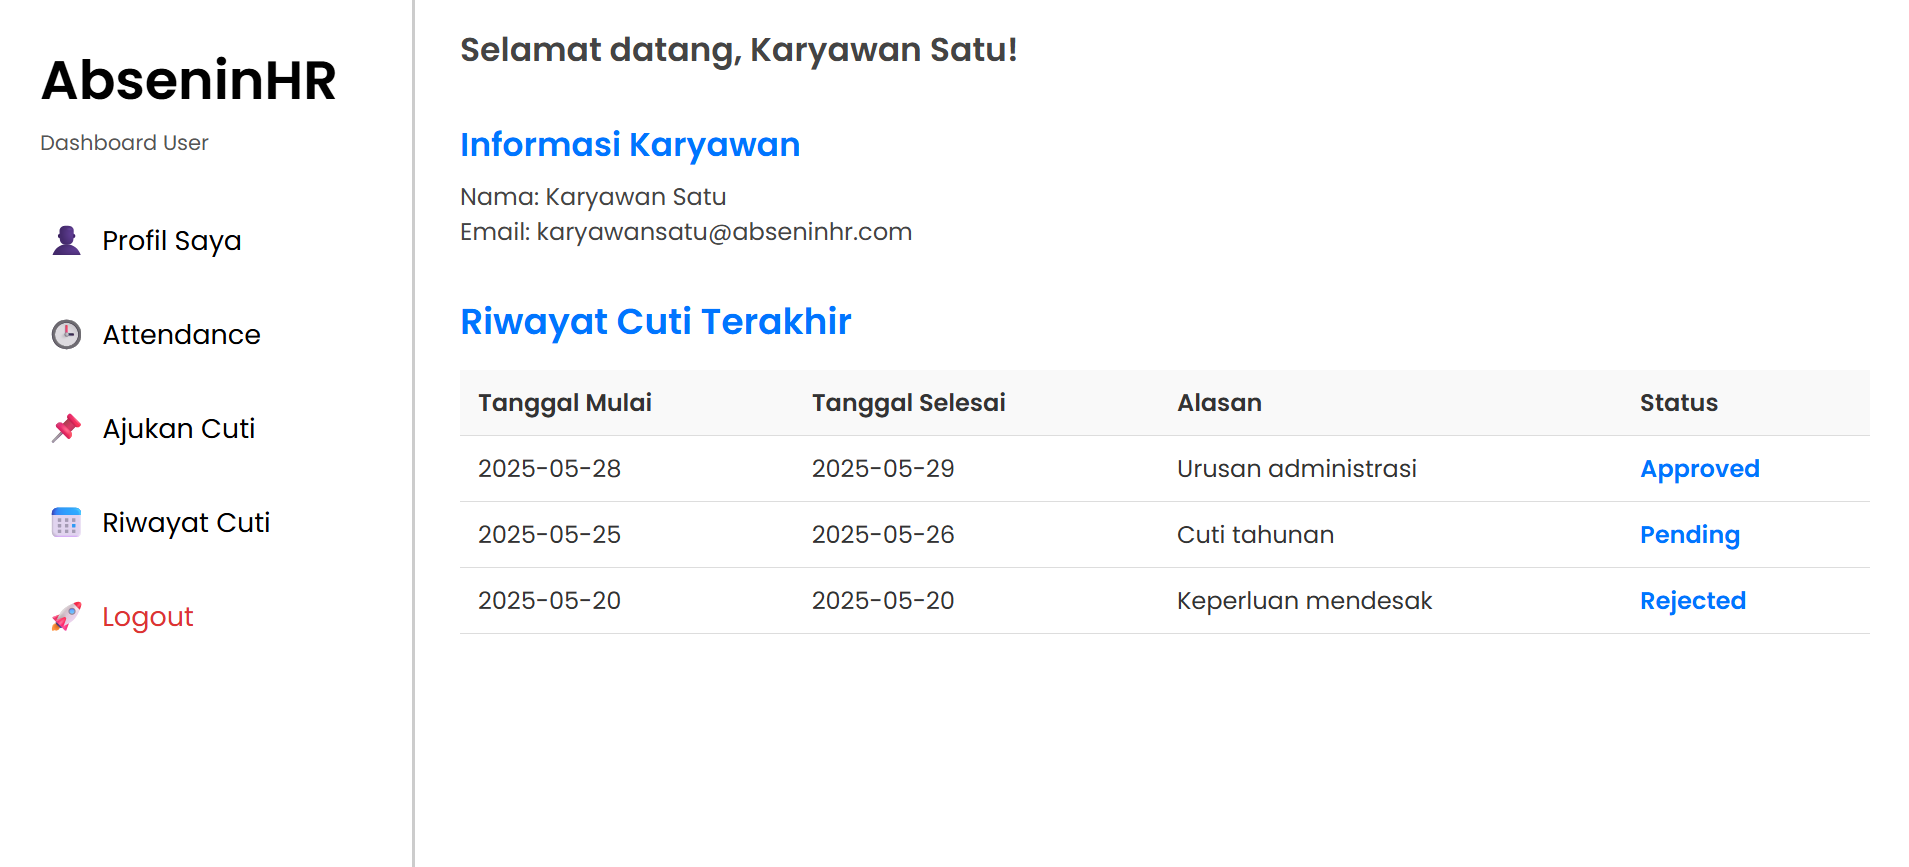 AbseninHR
Dashboard User
Profil Saya
Attendance
Ajukan Cuti
Riwayat Cuti
Logout
Selamat datang, Karyawan Satu!
Informasi Karyawan
Nama: Karyawan Satu
Email: karyawansatu@abseninhr.com
Riwayat Cuti Terakhir
Tanggal Mulai Tanggal Selesai Alasan Status
2025-05-28 2025-05-29 Urusan administrasi Approved
2025-05-25 2025-05-26 Cuti tahunan Pending
2025-05-20 2025-05-20 Keperluan mendesak Rejected